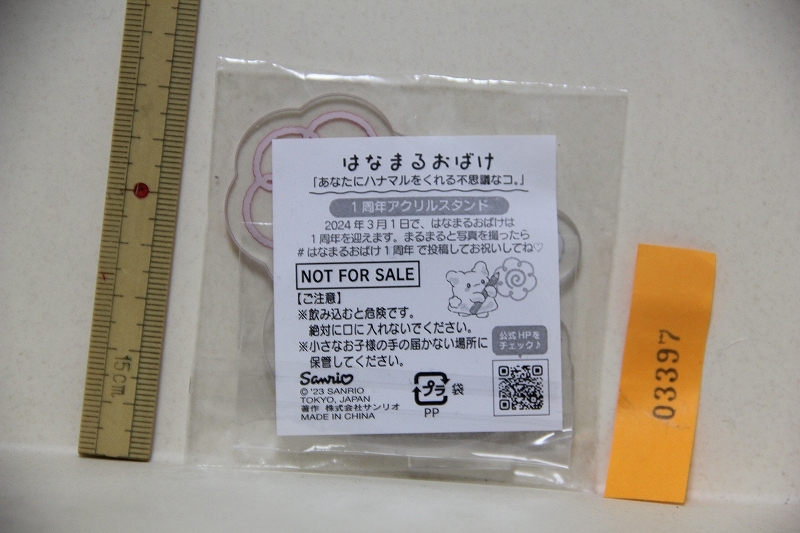 はなまるおばけ
「あなたにハナマルをくれる不思議なコ。」
1周年アクリルスタンド
2024年3月1日で、はなまるおばけは
1周年を迎えます。まるまると写真を撮ったら
#はなまるおばけ1周年 で投稿してお祝いしてね♡
NOT FOR SALE
【ご注意】
※飲み込むと危険です。
絶対に口に入れないでください。
※小さなお子様の手の届かない場所に
保管してください。
公式HPを
チェック♪
Sanrio
© '23 SANRIO
TOKYO, JAPAN
著作 株式会社サンリオ
MADE IN CHINA
プラ 袋
PP
15cm
03397